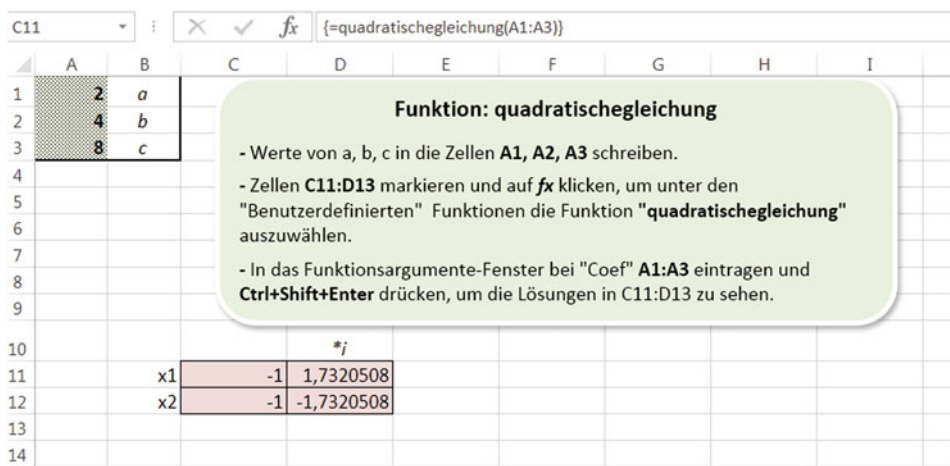 C11 fx {=quadratischegleichung(A1:A3)}
A B C D E F G H I
1 2 a
2 4 b
3 8 c
4
5
6
7
8
9
Funktion: quadratischegleichung
- Werte von a, b, c in die Zellen A1, A2, A3 schreiben.
- Zellen C11:D13 markieren und auf fx klicken, um unter den
"Benutzerdefinierten" Funktionen die Funktion "quadratischegleichung"
auszuwählen.
- In das Funktionsargumente-Fenster bei "Coef" A1:A3 eintragen und
Ctrl+Shift+Enter drücken, um die Lösungen in C11:D13 zu sehen.
10 *i
11 x1 -1 1,7320508
12 x2 -1 -1,7320508
13
14